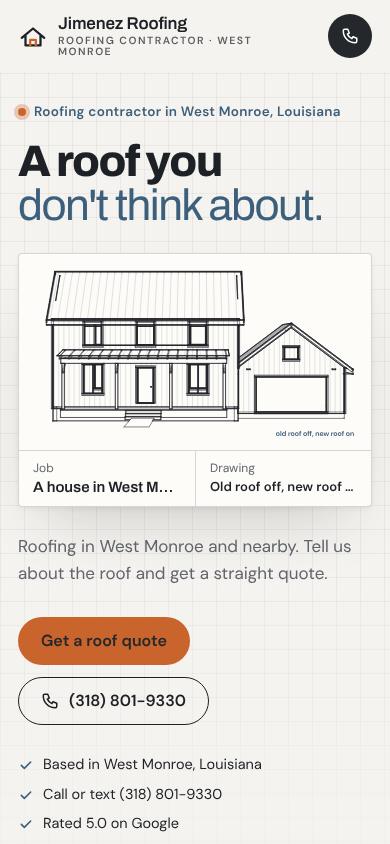 Jimenez Roofing
ROOFING CONTRACTOR · WEST
MONROE
Roofing contractor in West Monroe, Louisiana
A roof you
don't think about.
old roof off, new roof on
Job
A house in West M…
Drawing
Old roof off, new roof …
Roofing in West Monroe and nearby. Tell us
about the roof and get a straight quote.
Get a roof quote
(318) 801-9330
Based in West Monroe, Louisiana
Call or text (318) 801-9330
Rated 5.0 on Google